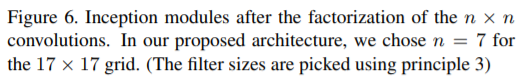 Figure 6. Inception modules after the factorization of the n × n
convolutions. In our proposed architecture, we chose n = 7 for
the 17 × 17 grid. (The filter sizes are picked using principle 3)